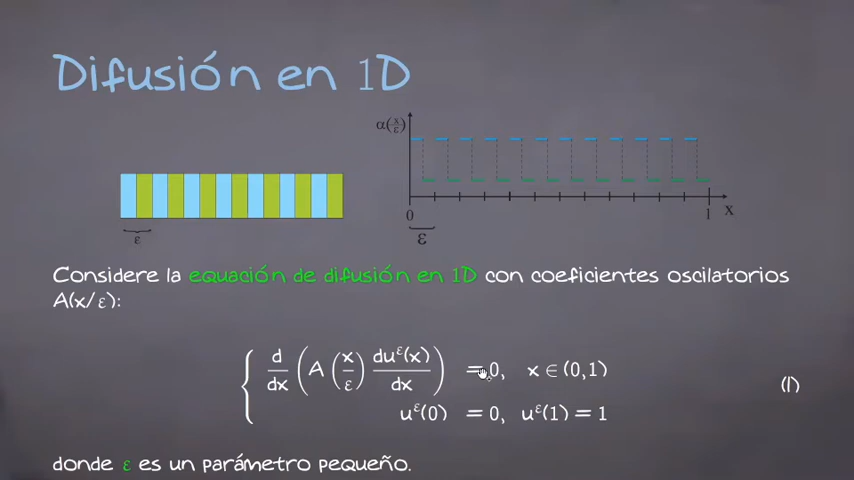 Difusión en 1D
α(x/ε)
0
1
x
ε
ε
Considere la equación de difusión en 1D con coeficientes oscilatorios
A(x/ε):
d/dx ( A (x/ε) du^ε(x)/dx ) = 0, x ∈ (0,1)
(1)
u^ε(0) = 0, u^ε(1) = 1
donde ε es un parámetro pequeño.